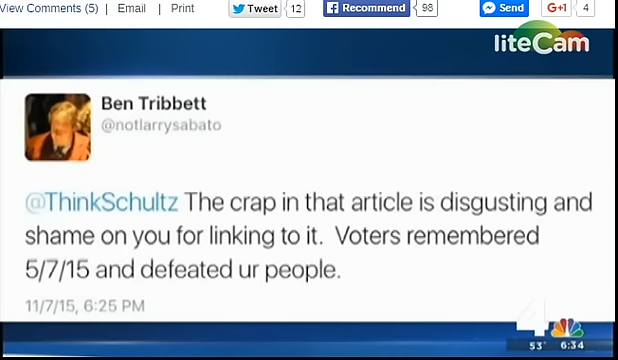 View Comments (5) | Email | Print Tweet 12 Recommend 98 Send G+1 4
liteCam
Ben Tribbett
@notlarrysabato
@ThinkSchultz The crap in that article is disgusting and
shame on you for linking to it. Voters remembered
5/7/15 and defeated ur people.
11/7/15, 6:25 PM
4
53° 6:34